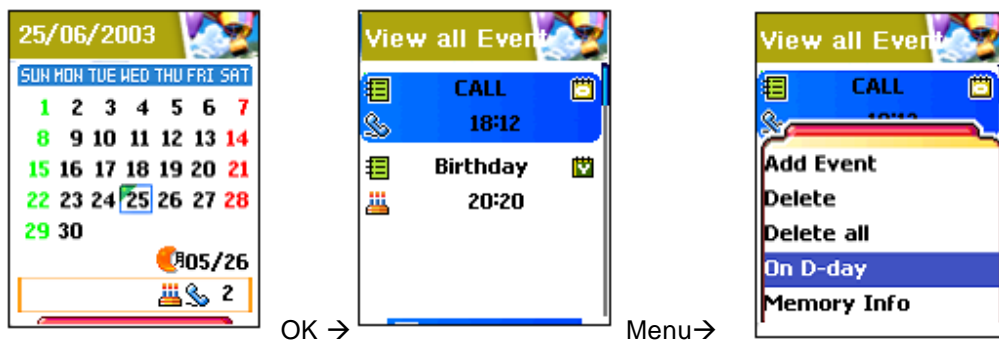 25/06/2003
SUN MON TUE WED THU FRI SAT
1 2 3 4 5 6 7
8 9 10 11 12 13 14
15 16 17 18 19 20 21
22 23 24 25 26 27 28
29 30
05/26
2
OK →
View all Event
CALL
18:12
Birthday
20:20
Menu→
View all Event
CALL
Add Event
Delete
Delete all
On D-day
Memory Info